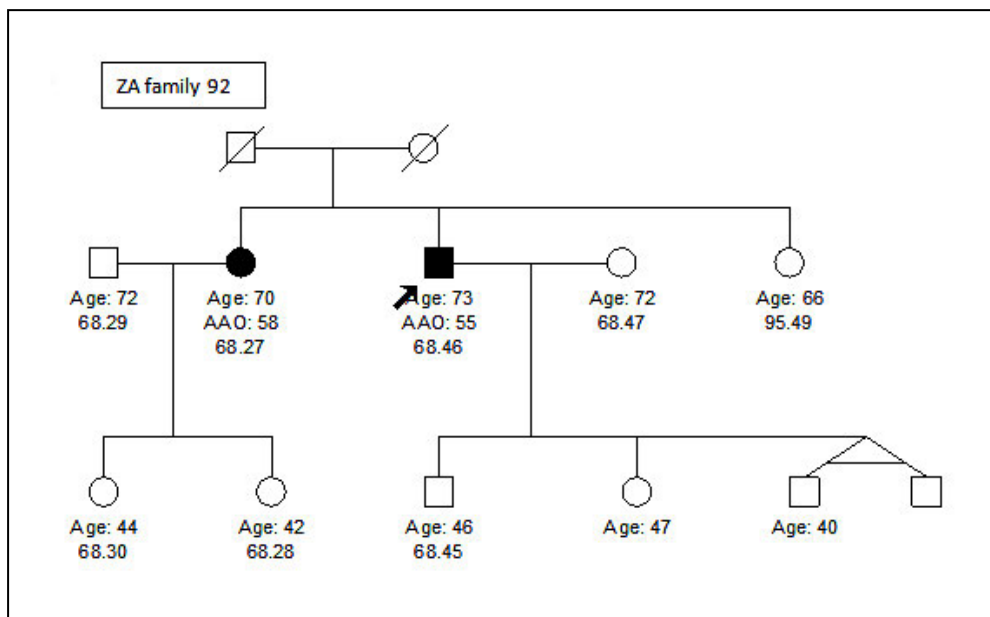 ZA family 92
Age: 72
68.29
Age: 70
AAO: 58
68.27
Age: 73
AAO: 55
68.46
Age: 72
68.47
Age: 66
95.49
Age: 44
68.30
Age: 42
68.28
Age: 46
68.45
Age: 47
Age: 40